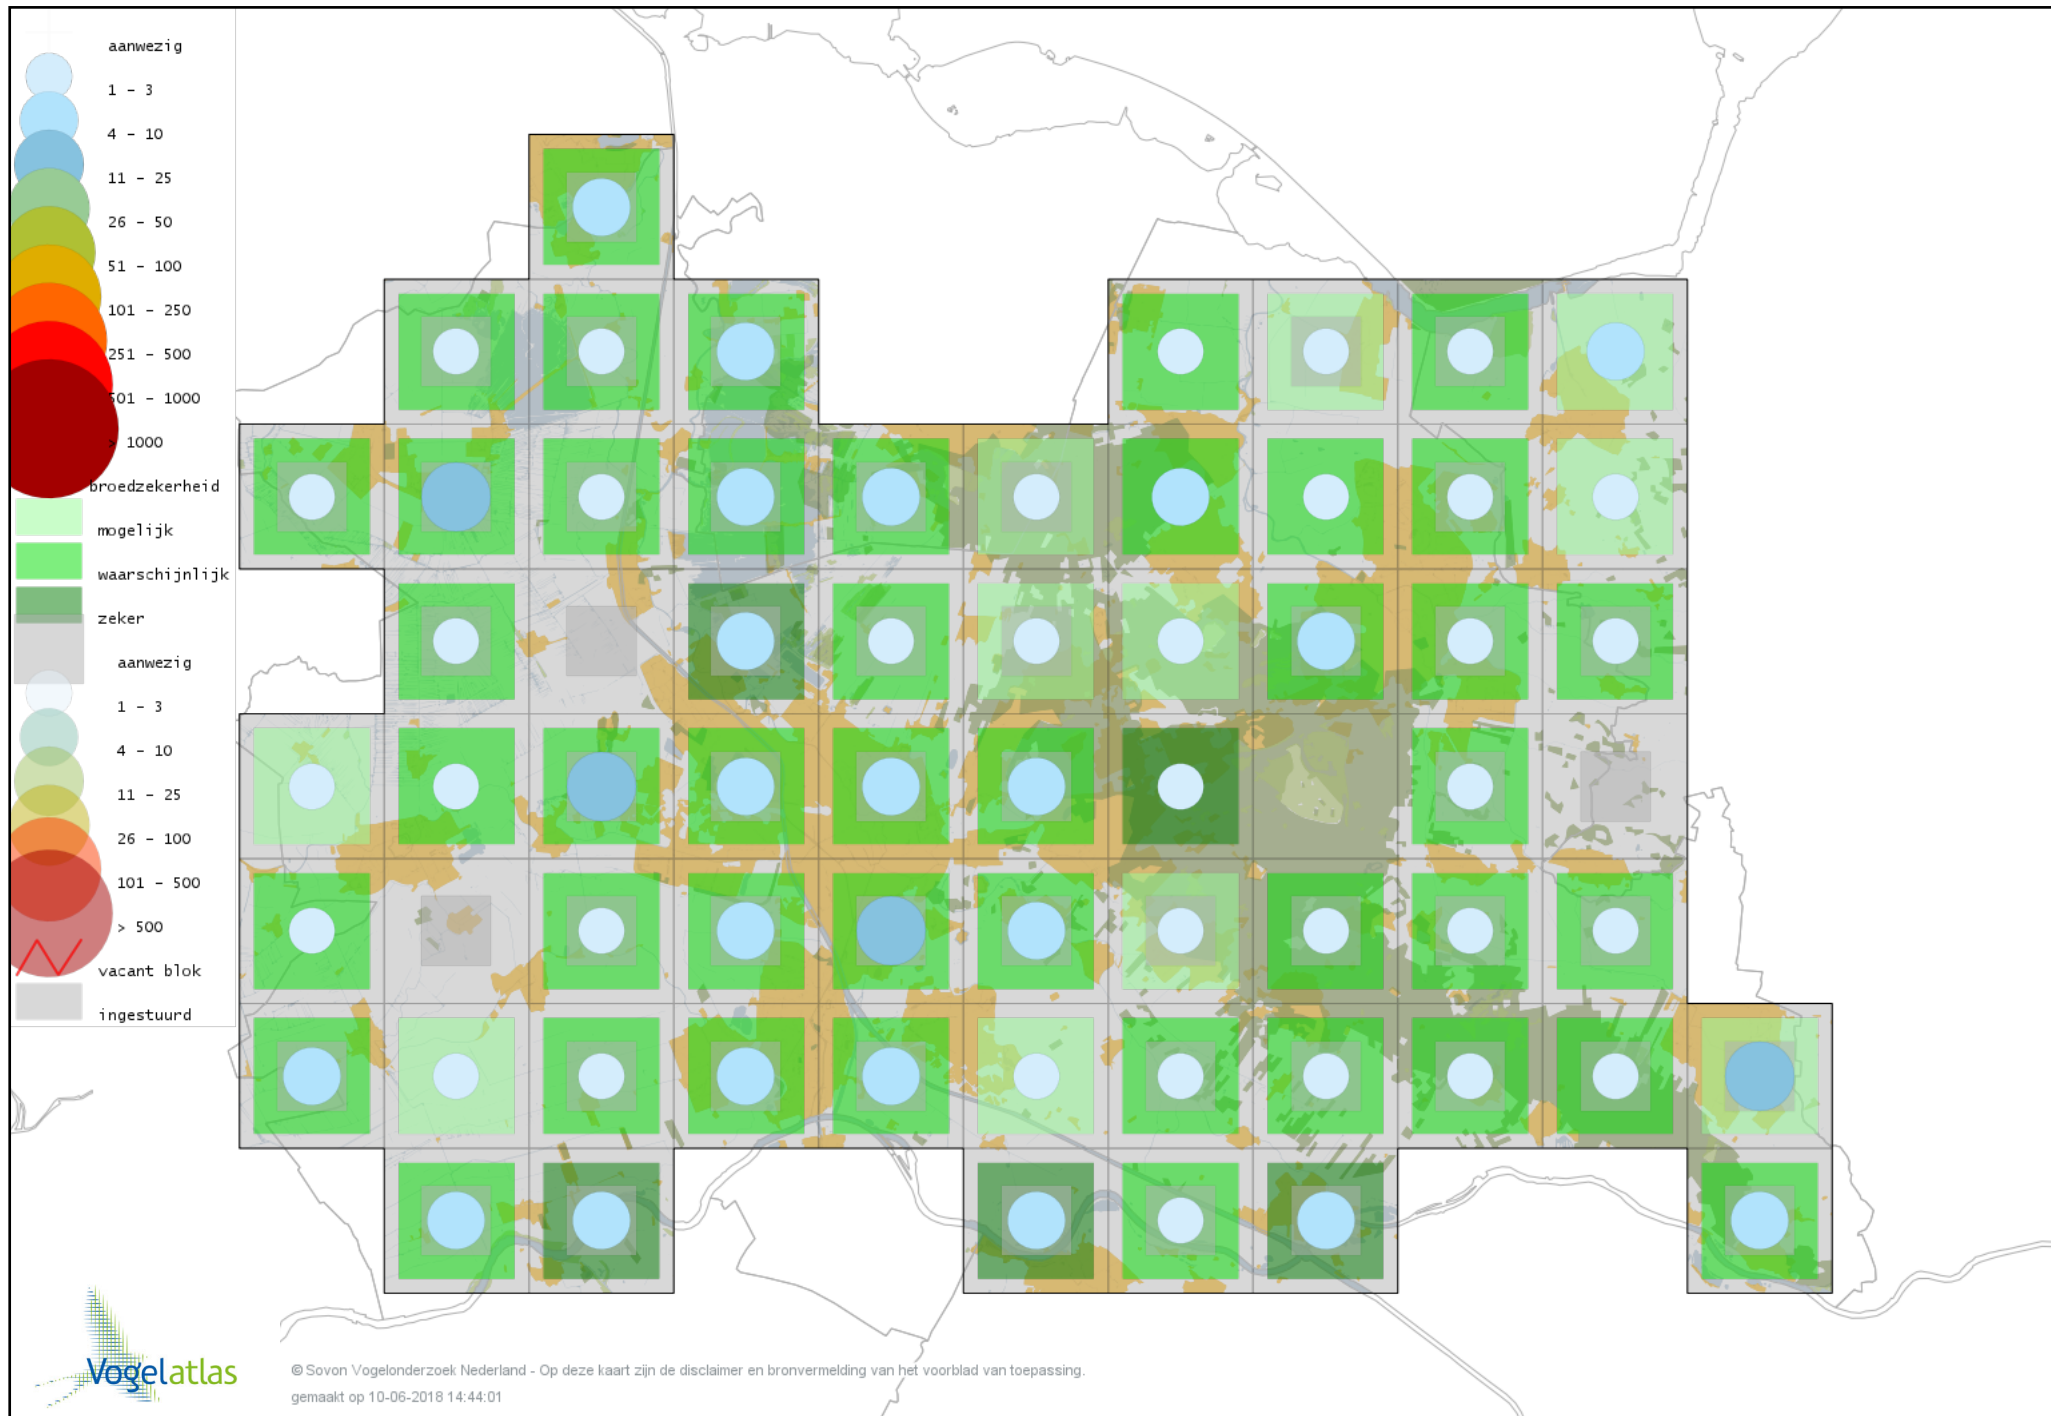 aanwezig
1 - 3
4 - 10
11 - 25
26 - 50
51 - 100
101 - 250
251 - 500
501 - 1000
> 1000
broedzekerheid
mogelijk
waarschijnlijk
zeker
aanwezig
1 - 3
4 - 10
11 - 25
26 - 100
101 - 500
> 500
vacant blok
ingestuurd
Vogelatlas
© Sovon Vogelonderzoek Nederland - Op deze kaart zijn de disclaimer en bronvermelding van het voorblad van toepassing.
gemaakt op 10-06-2018 14:44:01